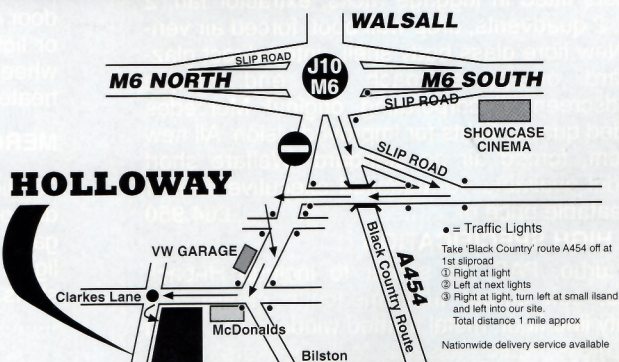 WALSALL
SLIP ROAD
M6 NORTH
J10
M6
M6 SOUTH
SLIP ROAD
SHOWCASE
CINEMA
SLIP ROAD
HOLLOWAY
VW GARAGE
Black Country Route
A454
• = Traffic Lights
Take 'Black Country' route A454 off at
1st sliproad
① Right at light
② Left at next lights
③ Right at light, turn left at small ilsand
and left into our site.
Total distance 1 mile approx
Clarkes Lane
McDonalds
Bilston
Nationwide delivery service available